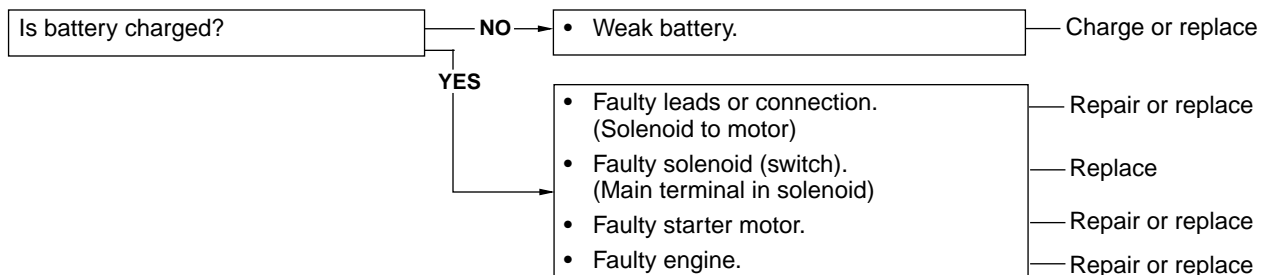 Is battery charged?
NO
• Weak battery.
Charge or replace
YES
• Faulty leads or connection.
(Solenoid to motor)
Repair or replace
• Faulty solenoid (switch).
(Main terminal in solenoid)
Replace
• Faulty starter motor.
Repair or replace
• Faulty engine.
Repair or replace